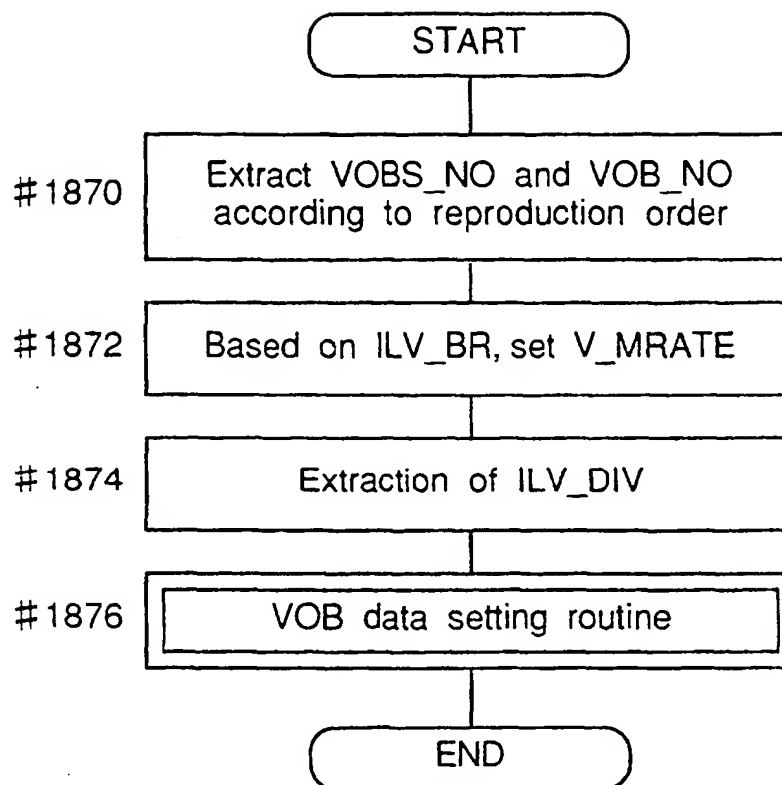 START
#1870
Extract VOBS_NO and VOB_NO
according to reproduction order
#1872
Based on ILV_BR, set V_MRATE
#1874
Extraction of ILV_DIV
#1876
VOB data setting routine
END